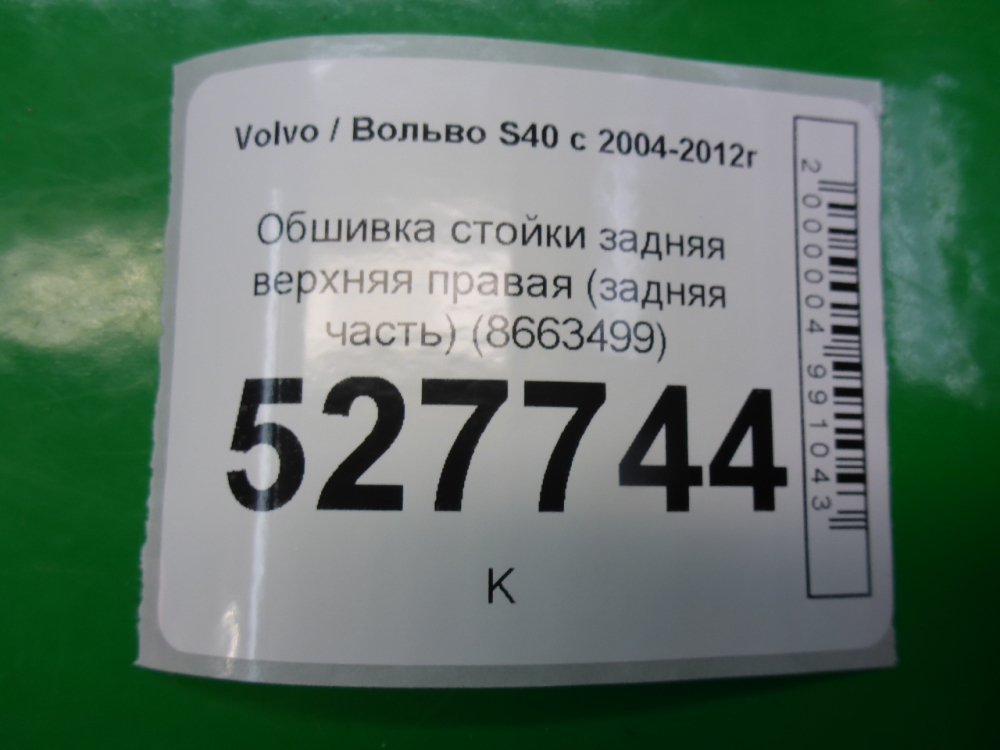 Volvo / Вольво S40 с 2004-2012г
Обшивка стойки задняя
верхняя правая (задняя
часть) (8663499)
527744
К
2000004991043